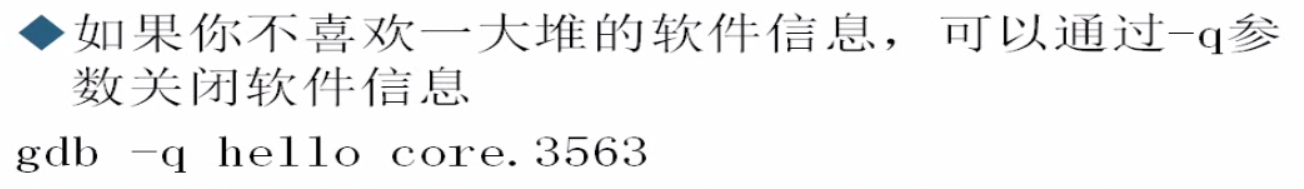 ◆如果你不喜欢一大堆的软件信息，可以通过-q参
数关闭软件信息
gdb -q hello core.3563